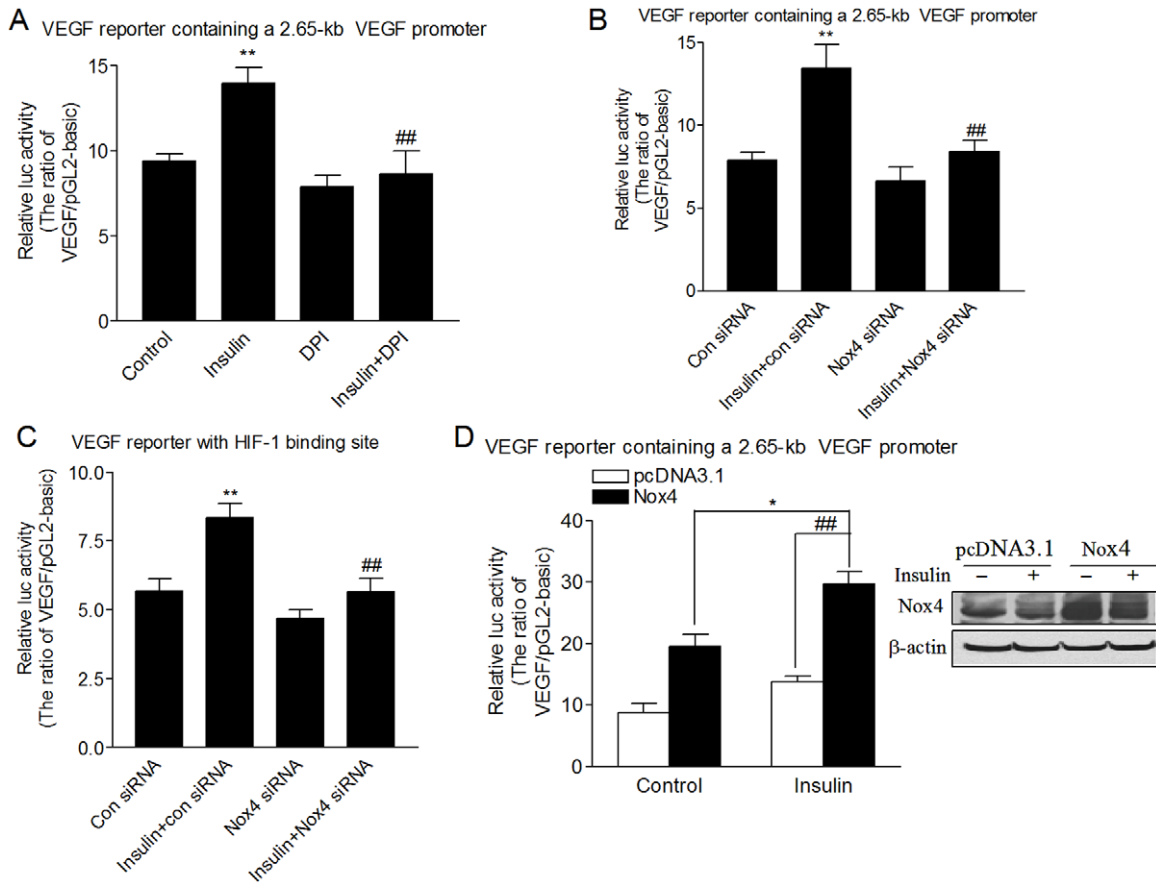 A
VEGF reporter containing a 2.65-kb VEGF promoter
Relative luc activity
(The ratio of
VEGF/pGL2-basic)
15
10
5
0
**
##
Control
Insulin
DPI
Insulin+DPI
B
VEGF reporter containing a 2.65-kb VEGF promoter
Relative luc activity
(The ratio of
VEGF/pGL2-basic)
15
10
5
0
**
##
Con siRNA
Insulin+con siRNA
Nox4 siRNA
Insulin+Nox4 siRNA
C
VEGF reporter with HIF-1 binding site
Relative luc activity
(The ratio of VEGF/pGL2-basic)
10.0
7.5
5.0
2.5
0.0
**
##
Con siRNA
Insulin+con siRNA
Nox4 siRNA
Insulin+Nox4 siRNA
D
VEGF reporter containing a 2.65-kb VEGF promoter
pcDNA3.1
Nox4
Relative luc activity
(The ratio of
VEGF/pGL2-basic)
40
30
20
10
0
*
##
Control
Insulin
pcDNA3.1 Nox4
Insulin – + – +
Nox4
β-actin